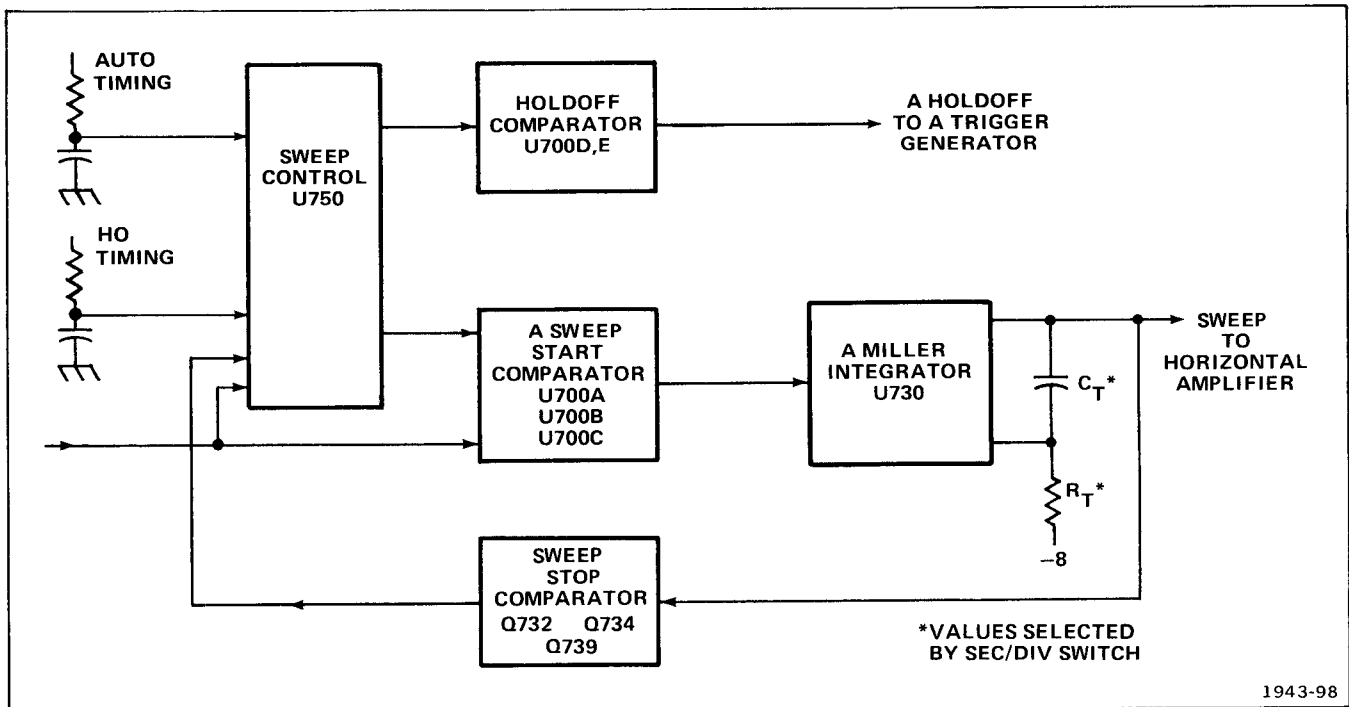 AUTO
TIMING
HO
TIMING
SWEEP
CONTROL
U750
HOLDOFF
COMPARATOR
U700D,E
A HOLDOFF
TO A TRIGGER
GENERATOR
A SWEEP
START
COMPARATOR
U700A
U700B
U700C
A MILLER
INTEGRATOR
U730
CT*
RT*
−8
SWEEP
TO
HORIZONTAL
AMPLIFIER
SWEEP
STOP
COMPARATOR
Q732 Q734
Q739
*VALUES SELECTED
BY SEC/DIV SWITCH
1943-98